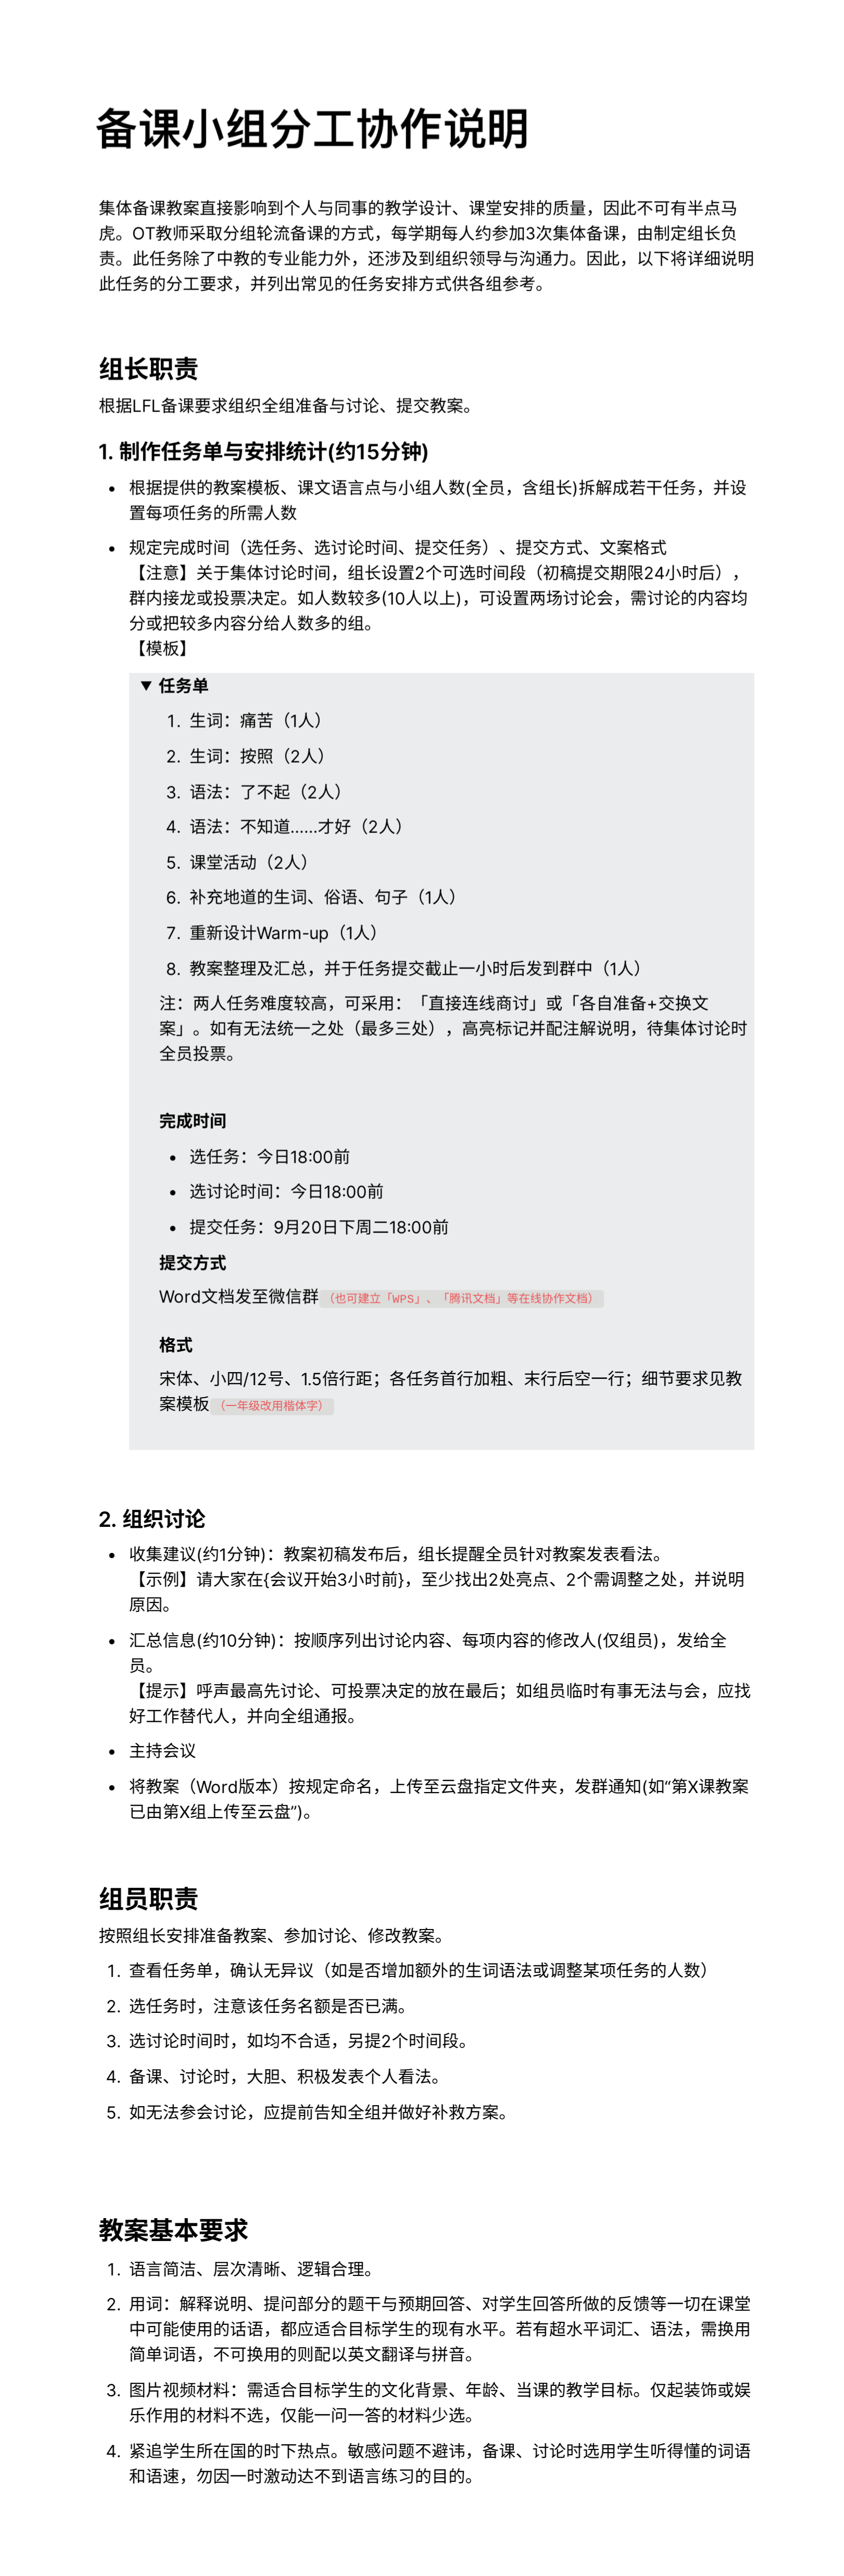 备课小组分工协作说明
集体备课教案直接影响到个人与同事的教学设计、课堂安排的质量，因此不可有半点马
虎。OT教师采取分组轮流备课的方式，每学期每人约参加3次集体备课，由制定组长负
责。此任务除了中教的专业能力外，还涉及到组织领导与沟通力。因此，以下将详细说明
此任务的分工要求，并列出常见的任务安排方式供各组参考。
组长职责
根据LFL备课要求组织全组准备与讨论、提交教案。
1. 制作任务单与安排统计(约15分钟)
• 根据提供的教案模板、课文语言点与小组人数(全员，含组长)拆解成若干任务，并设
置每项任务的所需人数
• 规定完成时间（选任务、选讨论时间、提交任务）、提交方式、文案格式
【注意】关于集体讨论时间，组长设置2个可选时间段（初稿提交期限24小时后），
群内接龙或投票决定。如人数较多(10人以上)，可设置两场讨论会，需讨论的内容均
分或把较多内容分给人数多的组。
【模板】
▼ 任务单
1. 生词：痛苦（1人）
2. 生词：按照（2人）
3. 语法：了不起（2人）
4. 语法：不知道……才好（2人）
5. 课堂活动（2人）
6. 补充地道的生词、俗语、句子（1人）
7. 重新设计Warm-up（1人）
8. 教案整理及汇总，并于任务提交截止一小时后发到群中（1人）
注：两人任务难度较高，可采用：「直接连线商讨」或「各自准备+交换文
案」。如有无法统一之处（最多三处），高亮标记并配注解说明，待集体讨论时
全员投票。
完成时间
• 选任务：今日18:00前
• 选讨论时间：今日18:00前
• 提交任务：9月20日下周二18:00前
提交方式
Word文档发至微信群（也可建立「WPS」、「腾讯文档」等在线协作文档）
格式
宋体、小四/12号、1.5倍行距；各任务首行加粗、末行后空一行；细节要求见教
案模板（一年级改用楷体字）
2. 组织讨论
• 收集建议(约1分钟)：教案初稿发布后，组长提醒全员针对教案发表看法。
【示例】请大家在{会议开始3小时前}，至少找出2处亮点、2个需调整之处，并说明
原因。
• 汇总信息(约10分钟)：按顺序列出讨论内容、每项内容的修改人(仅组员)，发给全
员。
【提示】呼声最高先讨论、可投票决定的放在最后；如组员临时有事无法与会，应找
好工作替代人，并向全组通报。
• 主持会议
• 将教案（Word版本）按规定命名，上传至云盘指定文件夹，发群通知(如“第X课教案
已由第X组上传至云盘”)。
组员职责
按照组长安排准备教案、参加讨论、修改教案。
1. 查看任务单，确认无异议（如是否增加额外的生词语法或调整某项任务的人数）
2. 选任务时，注意该任务名额是否已满。
3. 选讨论时间时，如均不合适，另提2个时间段。
4. 备课、讨论时，大胆、积极发表个人看法。
5. 如无法参会讨论，应提前告知全组并做好补救方案。
教案基本要求
1. 语言简洁、层次清晰、逻辑合理。
2. 用词：解释说明、提问部分的题干与预期回答、对学生回答所做的反馈等一切在课堂
中可能使用的话语，都应适合目标学生的现有水平。若有超水平词汇、语法，需换用
简单词语，不可换用的则配以英文翻译与拼音。
3. 图片视频材料：需适合目标学生的文化背景、年龄、当课的教学目标。仅起装饰或娱
乐作用的材料不选，仅能一问一答的材料少选。
4. 紧追学生所在国的时下热点。敏感问题不避讳，备课、讨论时选用学生听得懂的词语
和语速，勿因一时激动达不到语言练习的目的。